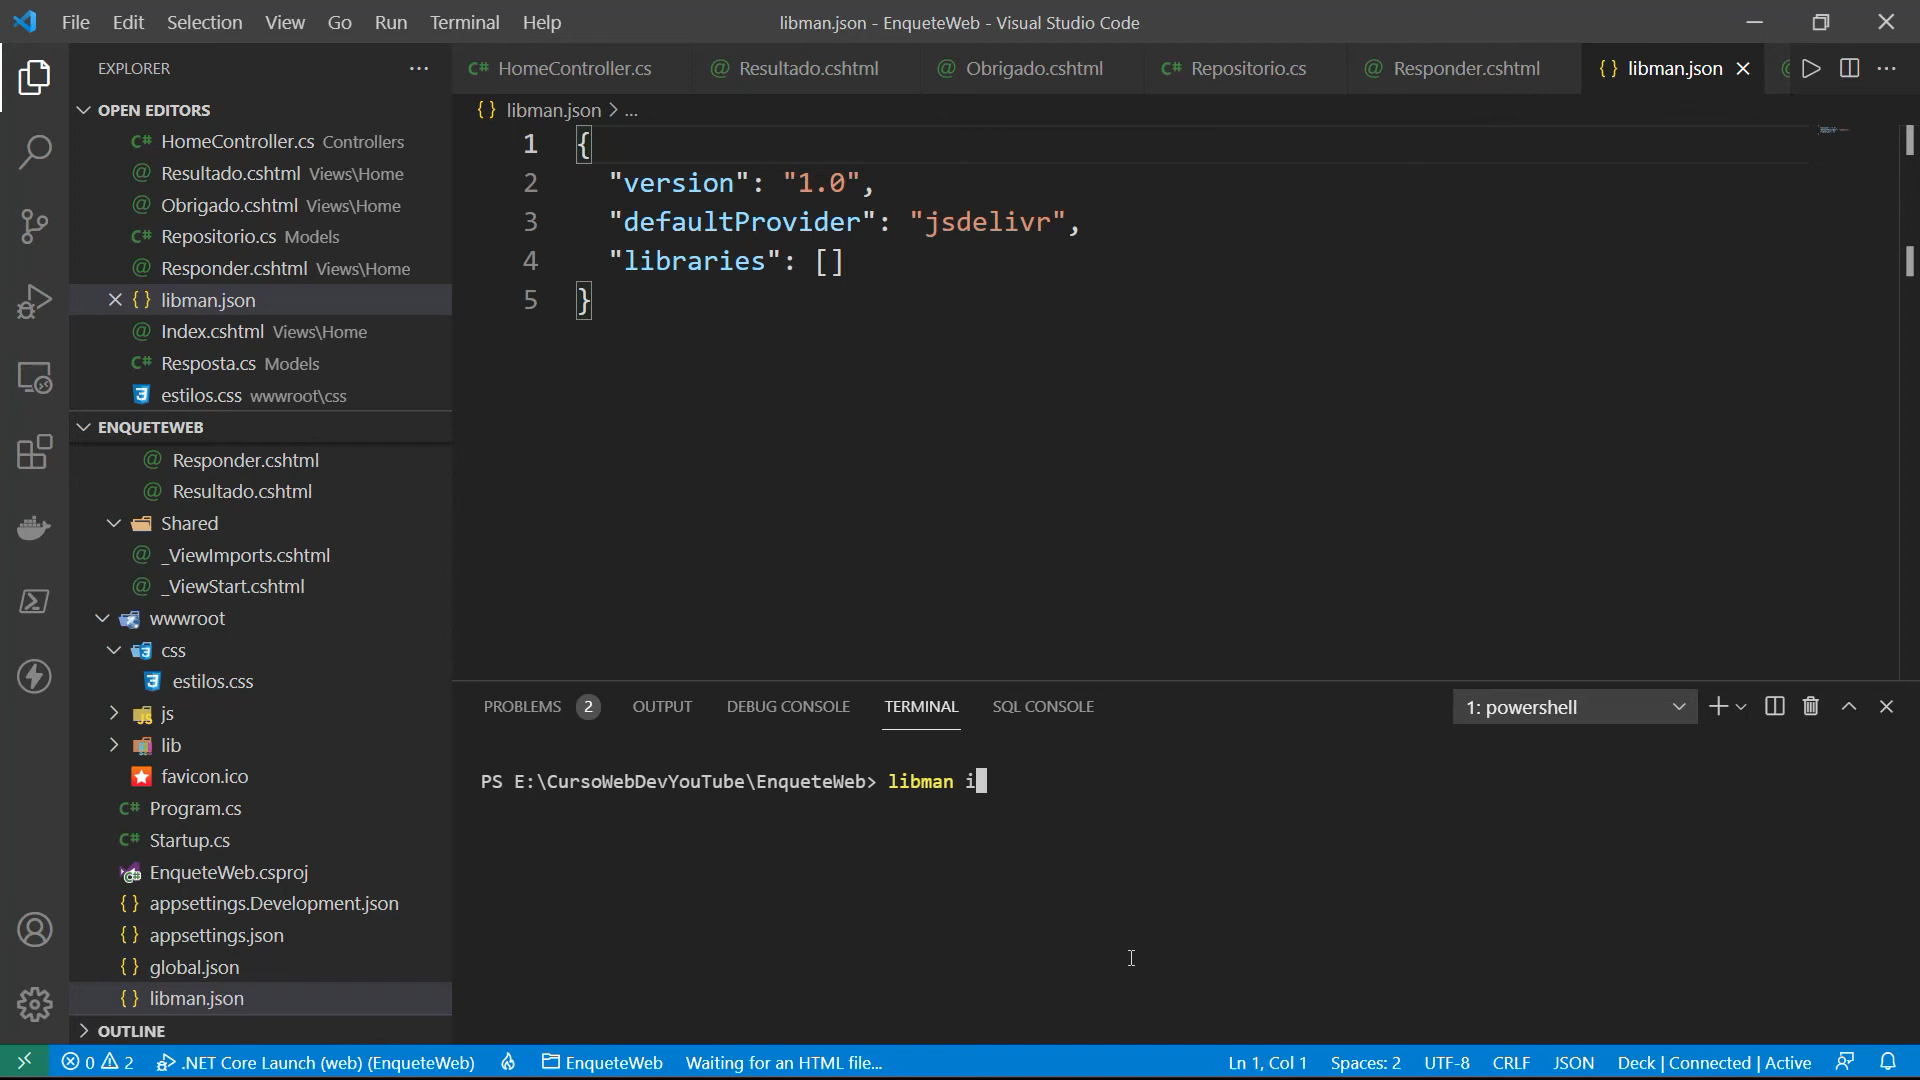 File Edit Selection View Go Run Terminal Help
libman.json - EnqueteWeb - Visual Studio Code
EXPLORER
OPEN EDITORS
HomeController.cs Controllers
Resultado.cshtml Views\Home
Obrigado.cshtml Views\Home
Repositorio.cs Models
Responder.cshtml Views\Home
libman.json
Index.cshtml Views\Home
Resposta.cs Models
estilos.css wwwroot\css
ENQUETEWEB
Responder.cshtml
Resultado.cshtml
Shared
_ViewImports.cshtml
_ViewStart.cshtml
wwwroot
css
estilos.css
js
lib
favicon.ico
Program.cs
Startup.cs
EnqueteWeb.csproj
appsettings.Development.json
appsettings.json
global.json
libman.json
OUTLINE
HomeController.cs Resultado.cshtml Obrigado.cshtml Repositorio.cs Responder.cshtml libman.json
libman.json > ...
1 {
2 "version": "1.0",
3 "defaultProvider": "jsdelivr",
4 "libraries": []
5 }
PROBLEMS 2 OUTPUT DEBUG CONSOLE TERMINAL SQL CONSOLE
1: powershell
PS E:\CursoWebDevYouTube\EnqueteWeb> libman i
0 2 .NET Core Launch (web) (EnqueteWeb) EnqueteWeb Waiting for an HTML file... Ln 1, Col 1 Spaces: 2 UTF-8 CRLF JSON Deck | Connected | Active